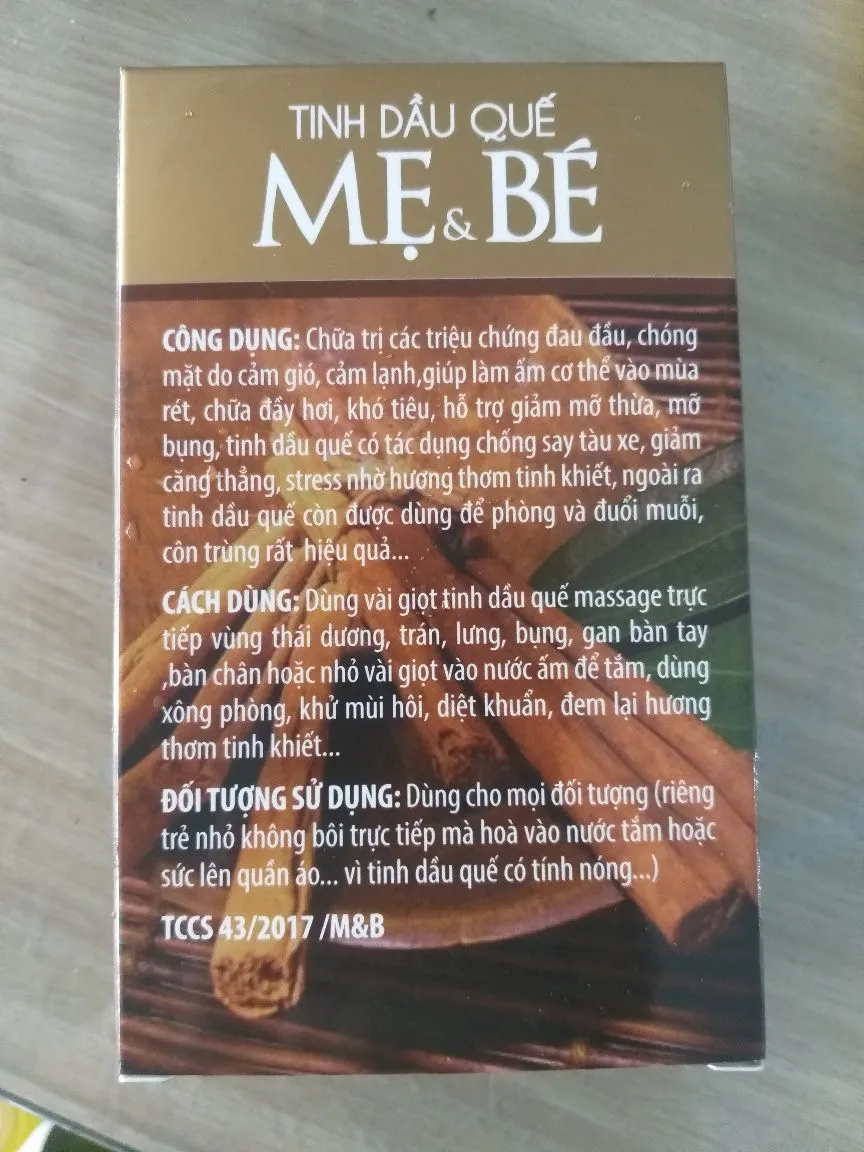 TINH DẦU QUẾ
MẸ & BÉ
CÔNG DỤNG: Chữa trị các triệu chứng đau đầu, chóng
mặt do cảm gió, cảm lạnh,giúp làm ấm cơ thể vào mùa
rét, chữa đầy hơi, khó tiêu, hỗ trợ giảm mỡ thừa, mỡ
bụng, tinh dầu quế có tác dụng chống say tàu xe, giảm
căng thẳng, stress nhờ hương thơm tinh khiết, ngoài ra
tinh dầu quế còn được dùng để phòng và đuổi muỗi,
côn trùng rất hiệu quả...
CÁCH DÙNG: Dùng vài giọt tinh dầu quế massage trực
tiếp vùng thái dương, trán, lưng, bụng, gan bàn tay
,bàn chân hoặc nhỏ vài giọt vào nước ấm để tắm, dùng
xông phòng, khử mùi hôi, diệt khuẩn, đem lại hương
thơm tinh khiết...
ĐỐI TƯỢNG SỬ DỤNG: Dùng cho mọi đối tượng (riêng
trẻ nhỏ không bôi trực tiếp mà hoà vào nước tắm hoặc
sức lên quần áo... vì tinh dầu quế có tính nóng...)
TCCS 43/2017 /M&B